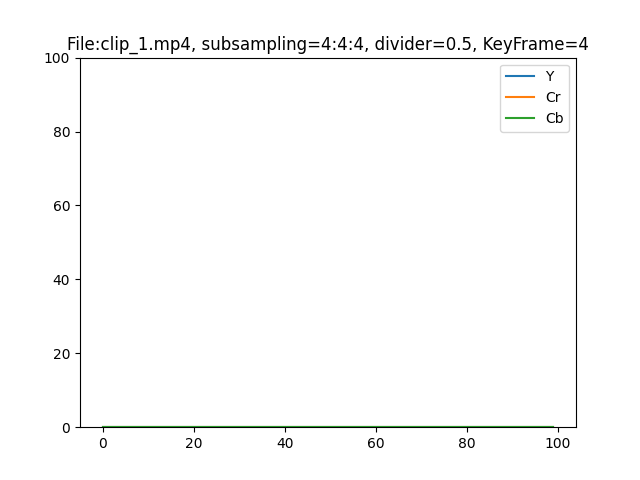 File:clip_1.mp4, subsampling=4:4:4, divider=0.5, KeyFrame=4
100
80
60
40
20
0
Y
Cr
Cb
0 20 40 60 80 100